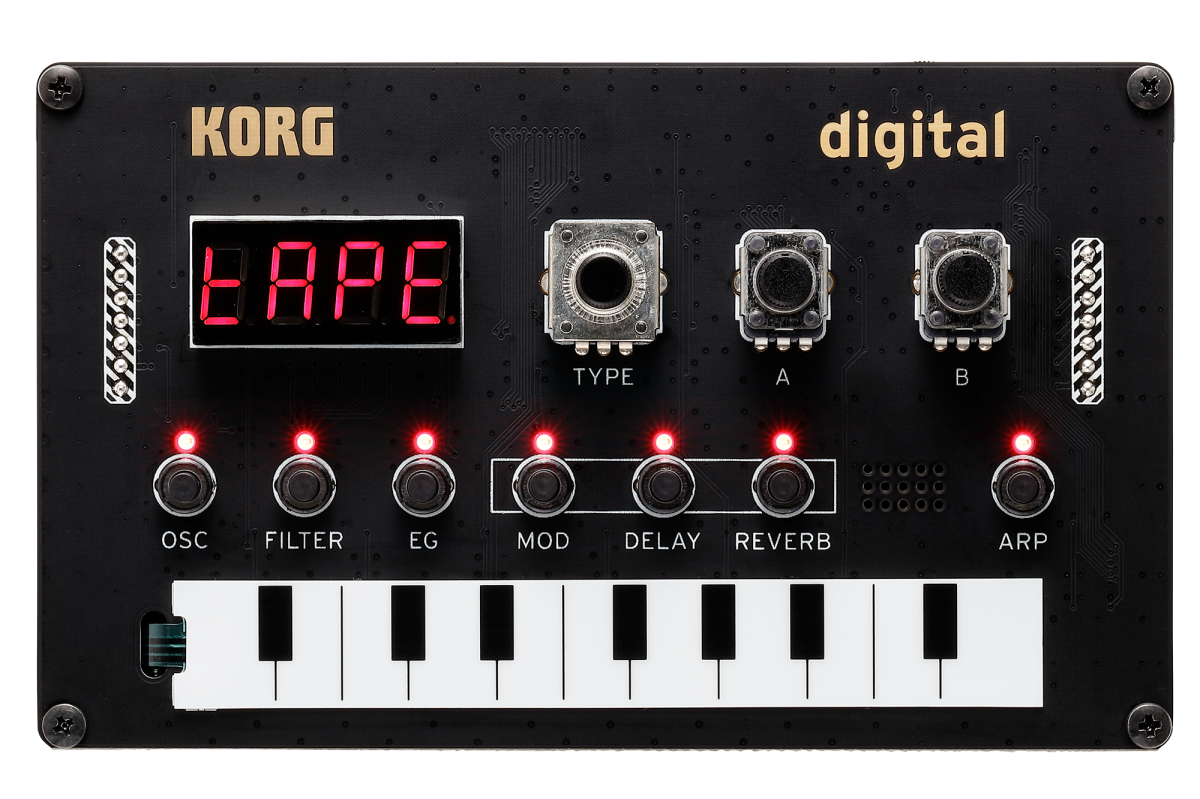 KORG
digital
tAPE.
TYPE
A
B
OSC
FILTER
EG
MOD
DELAY
REVERB
ARP